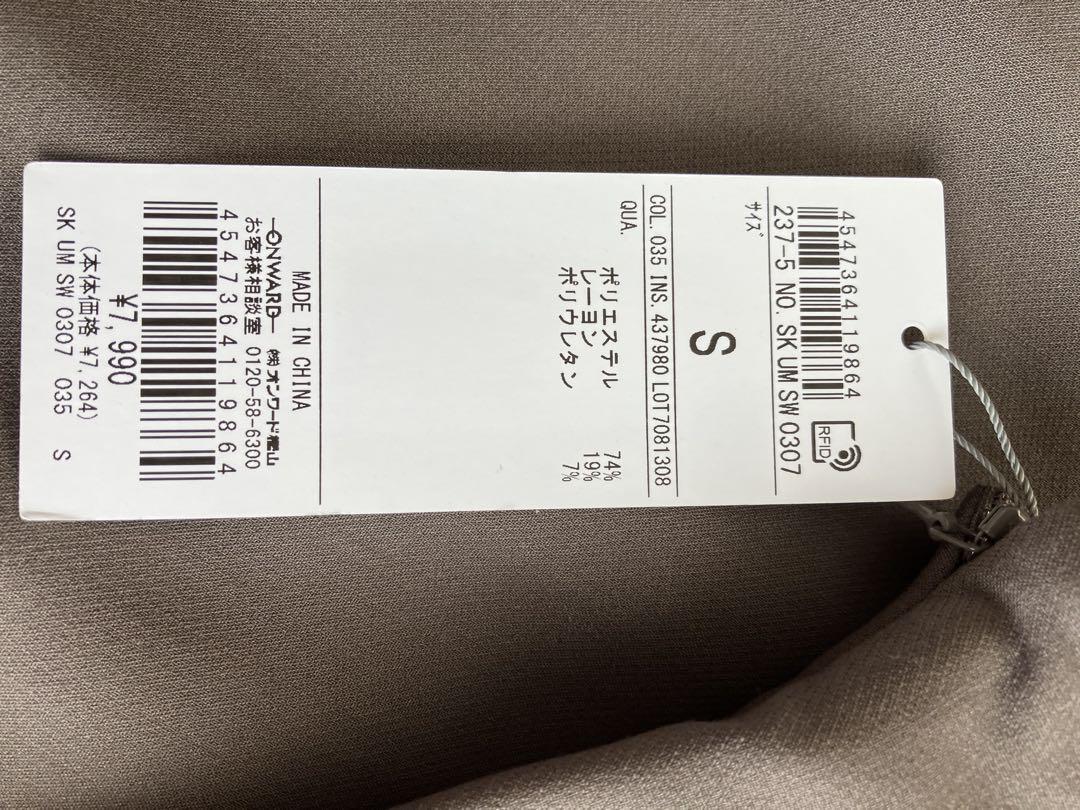 4547364119864
RFID
237-5 NO. SK UM SW 0307
サイズ
S
COL. 035 INS. 437980 LOT7081308
QUA.
ポリエステル 74%
レーヨン 19%
ポリウレタン 7%
MADE IN CHINA
ONWARD ㈱オンワード樫山
お客様相談室 0120-58-6300
4547364119864
¥7,990
(本体価格 ¥7,264)
SK UM SW 0307 035 S